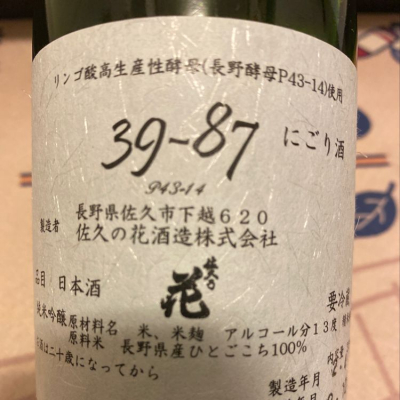 リンゴ酸高生産性酵母(長野酵母P43-14)使用
39-87 にごり酒
P43-14
製造者 長野県佐久市下越620
佐久の花酒造株式会社
品目 日本酒
佐久乃花
要冷蔵
純米吟醸 原材料名 米、米麹 アルコール分13度
原料米 長野県産ひとごこち100%
酒は二十歳になってから
内容量
製造年月